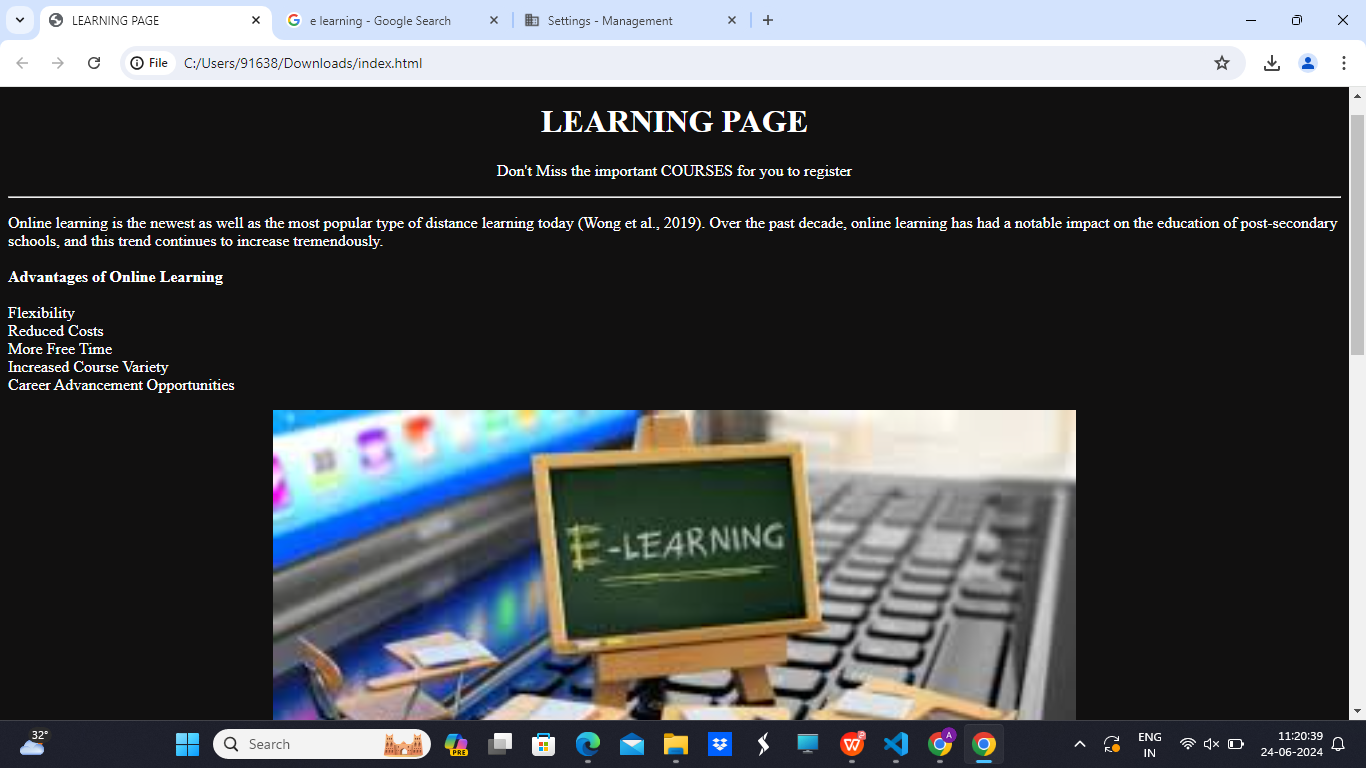 LEARNING PAGE
e learning - Google Search
Settings - Management
File
C:/Users/91638/Downloads/index.html
LEARNING PAGE
Don't Miss the important COURSES for you to register
Online learning is the newest as well as the most popular type of distance learning today (Wong et al., 2019). Over the past decade, online learning has had a notable impact on the education of post-secondary
schools, and this trend continues to increase tremendously.
Advantages of Online Learning
Flexibility
Reduced Costs
More Free Time
Increased Course Variety
Career Advancement Opportunities
E-LEARNING
32°
Search
PRE
A
ENG
IN
11:20:39
24-06-2024